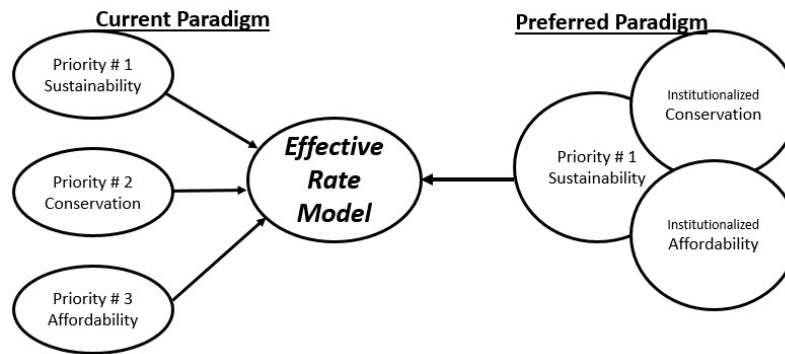 Current Paradigm
Priority # 1
Sustainability
Priority # 2
Conservation
Priority # 3
Affordability
Effective
Rate
Model
Preferred Paradigm
Priority # 1
Sustainability
Institutionalized
Conservation
Institutionalized
Affordability